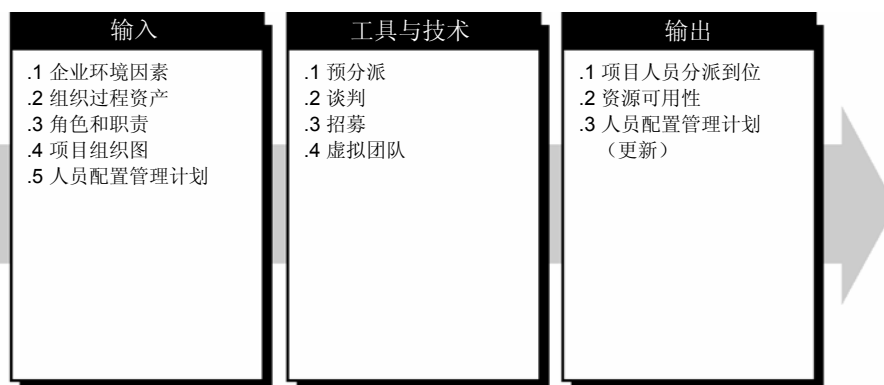 输入
.1 企业环境因素
.2 组织过程资产
.3 角色和职责
.4 项目组织图
.5 人员配置管理计划
工具与技术
.1 预分派
.2 谈判
.3 招募
.4 虚拟团队
输出
.1 项目人员分派到位
.2 资源可用性
.3 人员配置管理计划
（更新）